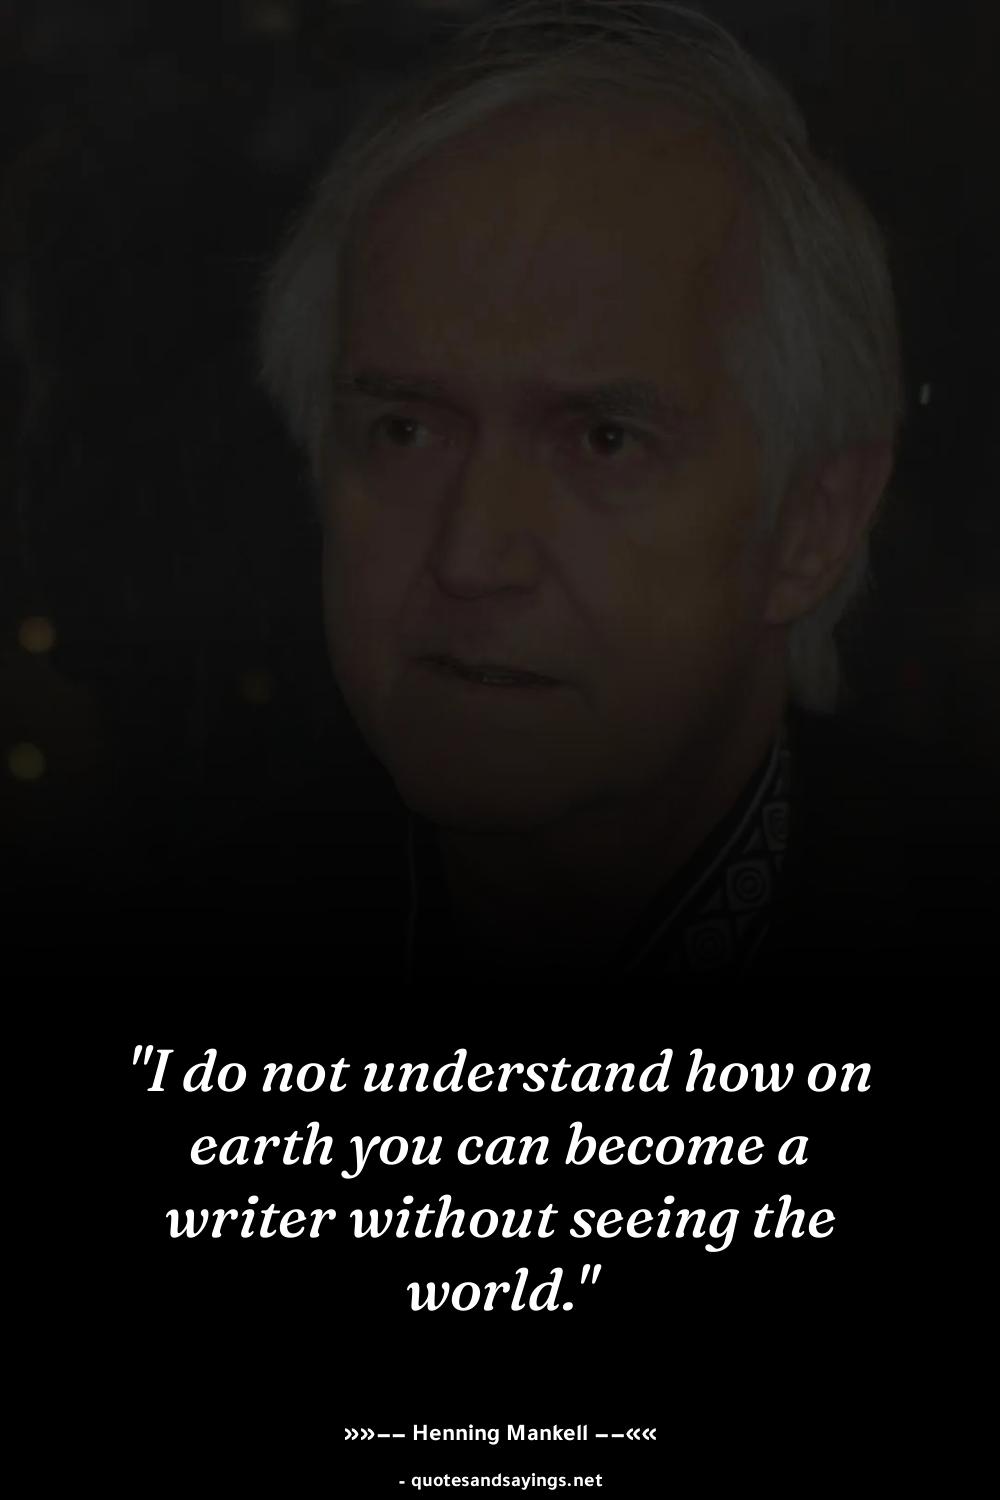 "I do not understand how on
earth you can become a
writer without seeing the
world."
»»−− Henning Mankell −−««
- quotesandsayings.net